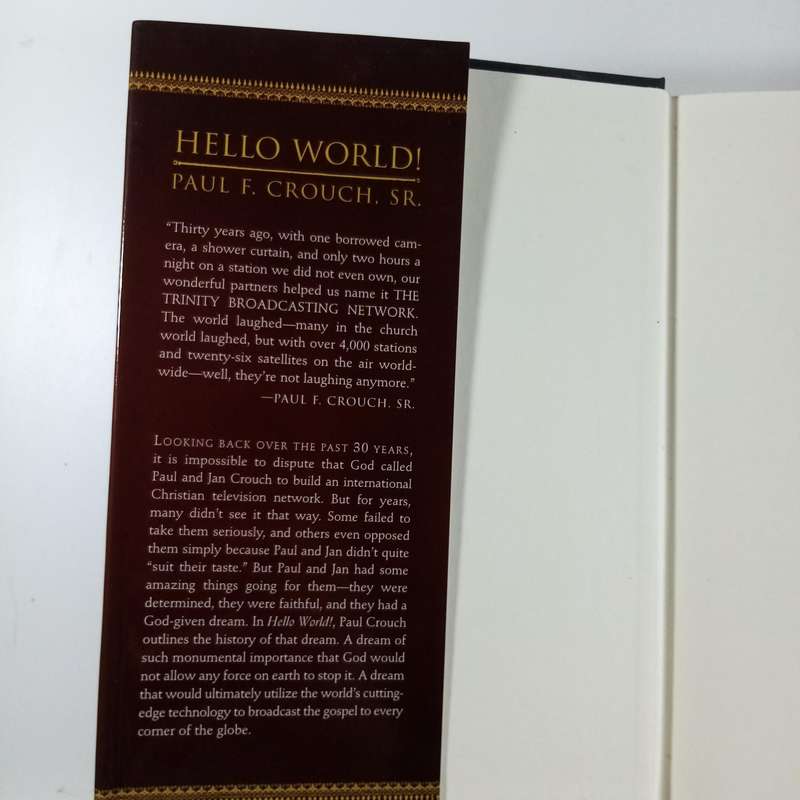 HELLO WORLD!
PAUL F. CROUCH, SR.
“Thirty years ago, with one borrowed cam-
era, a shower curtain, and only two hours a
night on a station we did not even own, our
wonderful partners helped us name it THE
TRINITY BROADCASTING NETWORK.
The world laughed—many in the church
world laughed, but with over 4,000 stations
and twenty-six satellites on the air world-
wide—well, they’re not laughing anymore.”
—PAUL F. CROUCH, SR.
LOOKING BACK OVER THE PAST 30 YEARS,
it is impossible to dispute that God called
Paul and Jan Crouch to build an international
Christian television network. But for years,
many didn’t see it that way. Some failed to
take them seriously, and others even opposed
them simply because Paul and Jan didn’t quite
“suit their taste.” But Paul and Jan had some
amazing things going for them—they were
determined, they were faithful, and they had a
God-given dream. In Hello World!, Paul Crouch
outlines the history of that dream. A dream of
such monumental importance that God would
not allow any force on earth to stop it. A dream
that would ultimately utilize the world’s cutting-
edge technology to broadcast the gospel to every
corner of the globe.